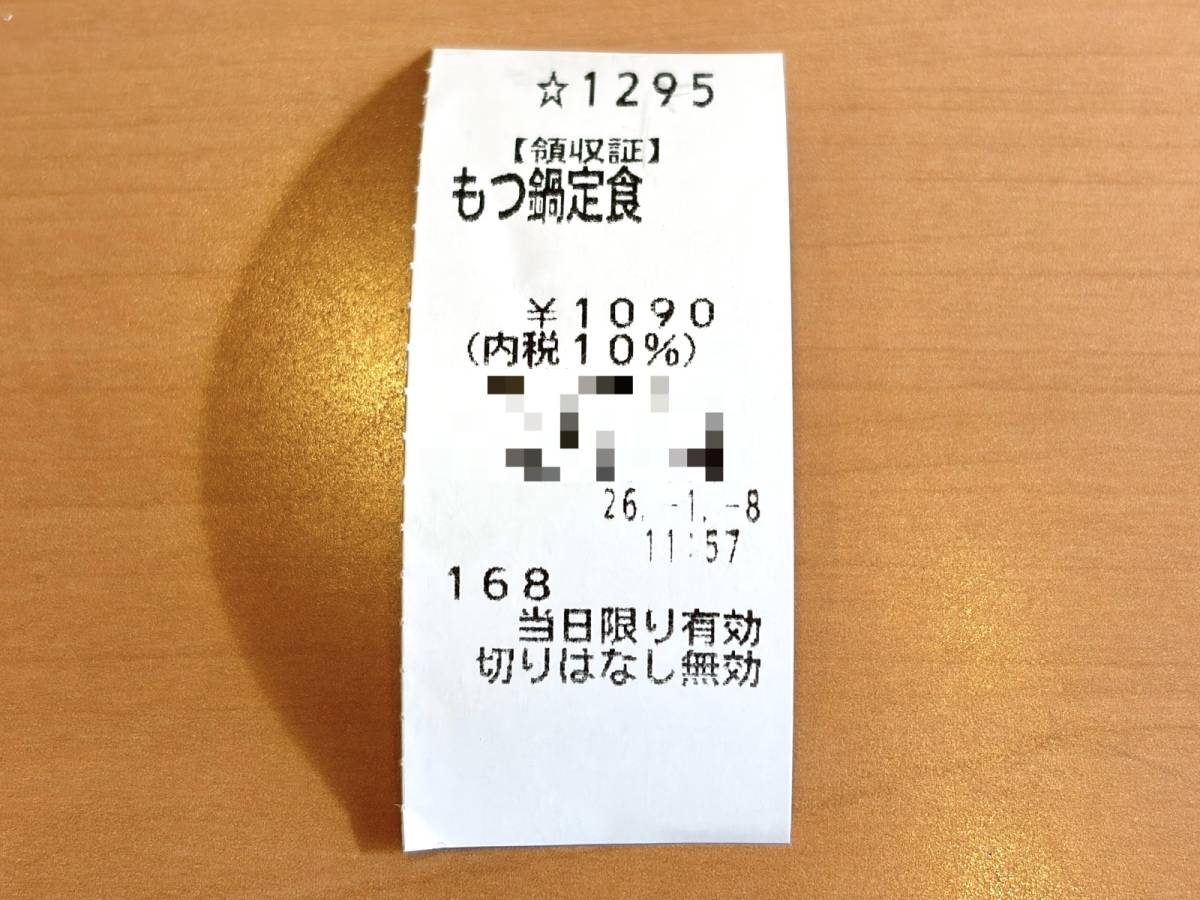 ☆1295
【領収証】
もつ鍋定食
¥1090
(内税10%)
26.-1.-8
11:57
168
当日限り有効
切りはなし無効